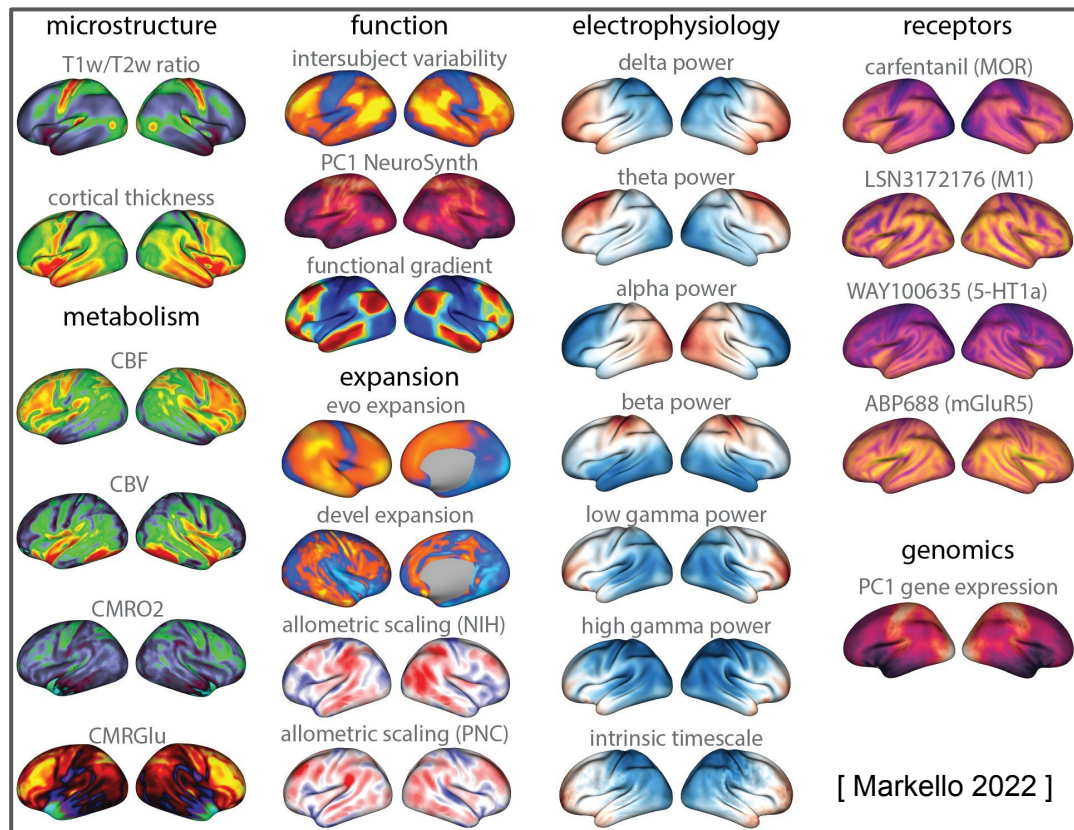 microstructure
T1w/T2w ratio
cortical thickness
metabolism
CBF
CBV
CMRO2
CMRGlu
function
intersubject variability
PC1 NeuroSynth
functional gradient
expansion
evo expansion
devel expansion
allometric scaling (NIH)
allometric scaling (PNC)
electrophysiology
delta power
theta power
alpha power
beta power
low gamma power
high gamma power
intrinsic timescale
receptors
carfentanil (MOR)
LSN3172176 (M1)
WAY100635 (5-HT1a)
ABP688 (mGluR5)
genomics
PC1 gene expression
[ Markello 2022 ]